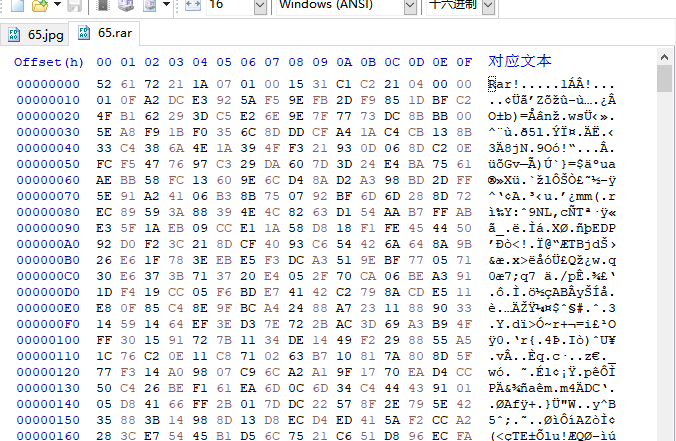 16 Windows (ANSI) 十六进制
65.jpg 65.rar
Offset(h) 00 01 02 03 04 05 06 07 08 09 0A 0B 0C 0D 0E 0F 对应文本
00000000 52 61 72 21 1A 07 01 00 15 31 C1 C2 21 04 00 00 Rar!.....1ÁÂ!...
00000010 01 0F A2 DC E3 92 5A F5 9E FB 2D F9 85 1D BF C2 ..¢Üã’Zõžû-ù….¿Â
00000020 4F B1 62 29 3D C5 E2 6E 9E 7F 77 73 DC 8B BB 00 O±b)=Åânž.wsÜ‹».
00000030 5E A8 F9 1B F0 35 6C 8D DD CF A4 1A C4 CB 13 8B ^¨ù.ð5l.ÝÏ¤.ÄË.‹
00000040 33 C4 38 6A 4E 1A 39 4F F3 21 93 0D 06 8D C2 0E 3Ä8jN.9Oó!“...Â.
00000050 FC F5 47 76 97 C3 29 DA 60 7D 3D 24 E4 BA 75 61 üõGv—Ã)Ú`}=$äºua
00000060 AE BB 58 FC 13 60 9E 6C D4 8A D2 A3 98 BD 2D FF ®»Xü.`žlÔŠÒ£˜½-ÿ
00000070 5E 91 A2 41 06 B3 8B 75 07 92 BF 6D 6D 28 8D 72 ^‘¢A.³‹u.’¿mm(.r
00000080 EC 89 59 3A 88 39 4E 4C 82 63 D1 54 AA B7 FF AB ì‰Y:ˆ9NL‚cÑTª·ÿ«
00000090 E3 5F 1A EB 09 CC E1 1A 58 D8 18 F1 FE 45 44 50 ã_.ë.Ìá.XØ.ñþEDP
000000A0 92 D0 F2 3C 21 8D CF 40 93 C6 54 42 6A 64 8A 9B ’Ðò<!.Ï@“ÆTBjdŠ›
000000B0 26 E6 1F 78 3E EB E5 F3 DC A3 51 9E BF 77 05 71 &æ.x>ëåóÜ£Qž¿w.q
000000C0 30 E6 37 3B 71 37 20 E4 05 2F 70 CA 06 BE A3 91 0æ7;q7 ä./pÊ.¾£‘
000000D0 1D F4 19 CC 05 F6 BD E7 41 42 C2 79 8A CD E5 11 .ô.Ì.ö½çABÂyŠÍå.
000000E0 E8 0F 85 C4 8E 9F BC A4 24 88 A7 23 11 88 90 33 è.…ÄŽŸ¼¤$ˆ§#.ˆ.3
000000F0 14 59 14 64 EF 3E D3 7E 72 2B AC 3D 69 A3 B9 4F .Y.dï>Ó~r+¬=i£¹O
00000100 FF 30 15 91 72 7B 11 34 DE 14 49 F2 29 88 55 A5 ÿ0.‘r{.4Þ.Iò)ˆU¥
00000110 1C 76 C2 0E 11 C8 71 02 63 B7 10 81 7A 80 8D 5F .vÂ..Èq.c·..z€._
00000120 77 F3 14 A0 98 07 C9 6C A2 A1 9F 17 70 EA D4 CC
00000130 50 C4 26 BE F1 61 EA 6D 0C 6D 34 C4 44 43 91 01 PÄ&¾ñaêm.m4ÄDC‘.
00000140 05 D8 41 66 FF 2B 01 7D DC 22 57 8F 2E 79 5E 42 .ØAfÿ+.}Ü"W..y^B
00000150 35 88 3B 14 98 8D 13 D8 EC D4 ED 41 5A F2 CC A2 5ˆ;.˜..ØìÔíAZòÌ¢
00000160 28 3C E7 54 45 B1 D5 6C 75 21 C6 51 D8 96 EC FA (<çTE±Õlu!ÆQØ–ìú